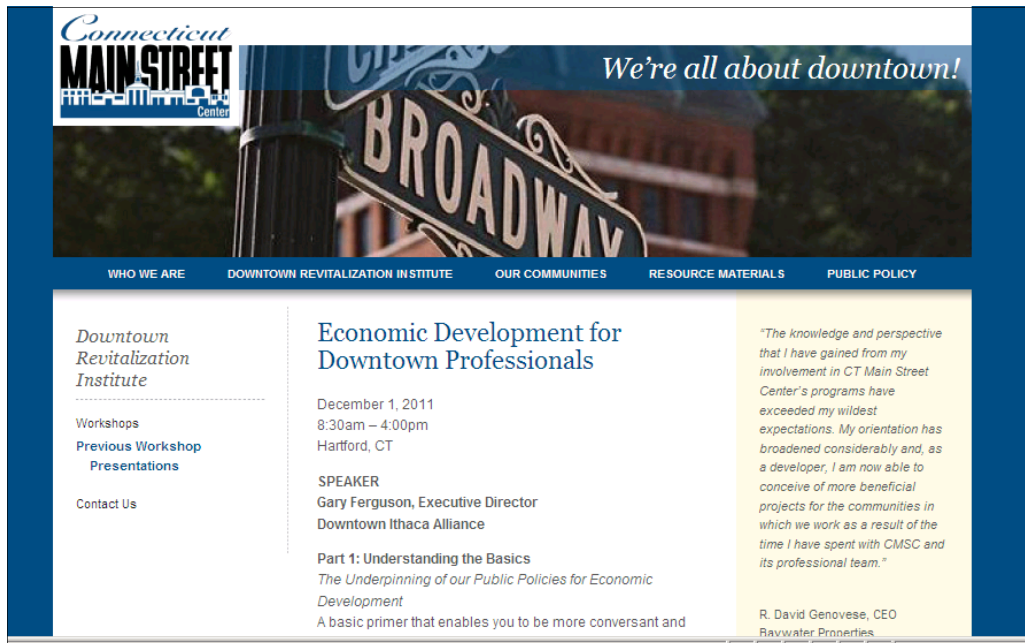 Connecticut
MAIN STREET
Center
We're all about downtown!
BROADWAY
WHO WE ARE
DOWNTOWN REVITALIZATION INSTITUTE
OUR COMMUNITIES
RESOURCE MATERIALS
PUBLIC POLICY
Downtown
Revitalization
Institute
Workshops
Previous Workshop
Presentations
Contact Us
Economic Development for
Downtown Professionals
December 1, 2011
8:30am – 4:00pm
Hartford, CT
SPEAKER
Gary Ferguson, Executive Director
Downtown Ithaca Alliance
Part 1: Understanding the Basics
The Underpinning of our Public Policies for Economic
Development
A basic primer that enables you to be more conversant and
“The knowledge and perspective
that I have gained from my
involvement in CT Main Street
Center's programs have
exceeded my wildest
expectations. My orientation has
broadened considerably and, as
a developer, I am now able to
conceive of more beneficial
projects for the communities in
which we work as a result of the
time I have spent with CMSC and
its professional team.”
R. David Genovese, CEO
Baywater Properties